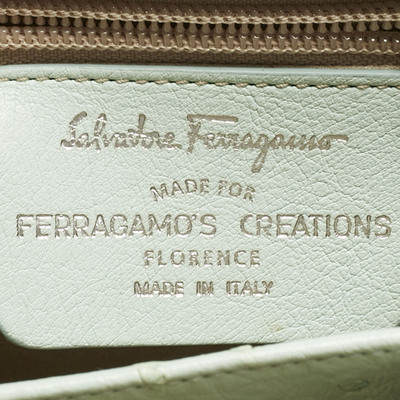 Salvatore Ferragamo
MADE FOR
FERRAGAMO'S CREATIONS
FLORENCE
MADE IN ITALY